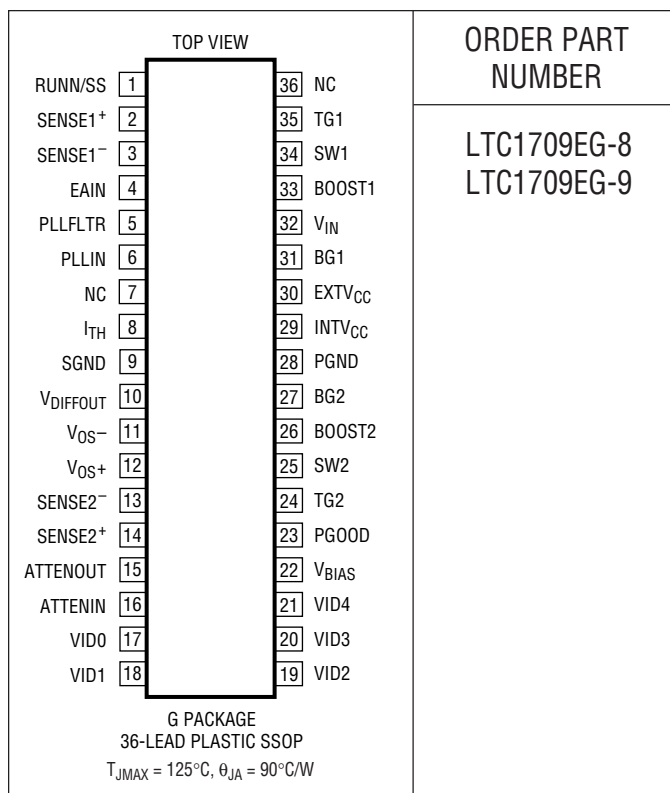 TOP VIEW
RUNN/SS 1 36 NC
SENSE1+ 2 35 TG1
SENSE1– 3 34 SW1
EAIN 4 33 BOOST1
PLLFLTR 5 32 VIN
PLLIN 6 31 BG1
NC 7 30 EXTVCC
ITH 8 29 INTVCC
SGND 9 28 PGND
VDIFFOUT 10 27 BG2
VOS– 11 26 BOOST2
VOS+ 12 25 SW2
SENSE2– 13 24 TG2
SENSE2+ 14 23 PGOOD
ATTENOUT 15 22 VBIAS
ATTENIN 16 21 VID4
VID0 17 20 VID3
VID1 18 19 VID2
G PACKAGE
36-LEAD PLASTIC SSOP
TJMAX = 125°C, θJA = 90°C/W
ORDER PART
NUMBER
LTC1709EG-8
LTC1709EG-9